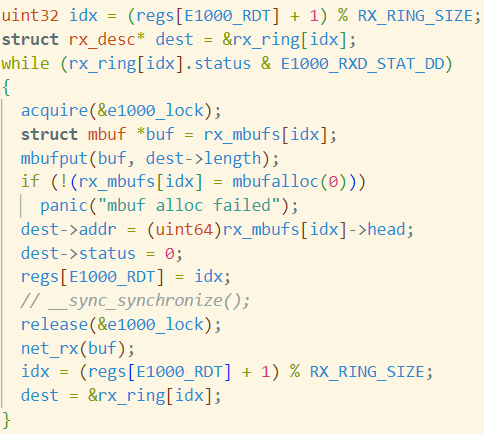 uint32 idx = (regs[E1000_RDT] + 1) % RX_RING_SIZE;
struct rx_desc* dest = &rx_ring[idx];
while (rx_ring[idx].status & E1000_RXD_STAT_DD)
{
  acquire(&e1000_lock);
  struct mbuf *buf = rx_mbufs[idx];
  mbufput(buf, dest->length);
  if (!(rx_mbufs[idx] = mbufalloc(0)))
    panic("mbuf alloc failed");
  dest->addr = (uint64)rx_mbufs[idx]->head;
  dest->status = 0;
  regs[E1000_RDT] = idx;
  // __sync_synchronize();
  release(&e1000_lock);
  net_rx(buf);
  idx = (regs[E1000_RDT] + 1) % RX_RING_SIZE;
  dest = &rx_ring[idx];
}